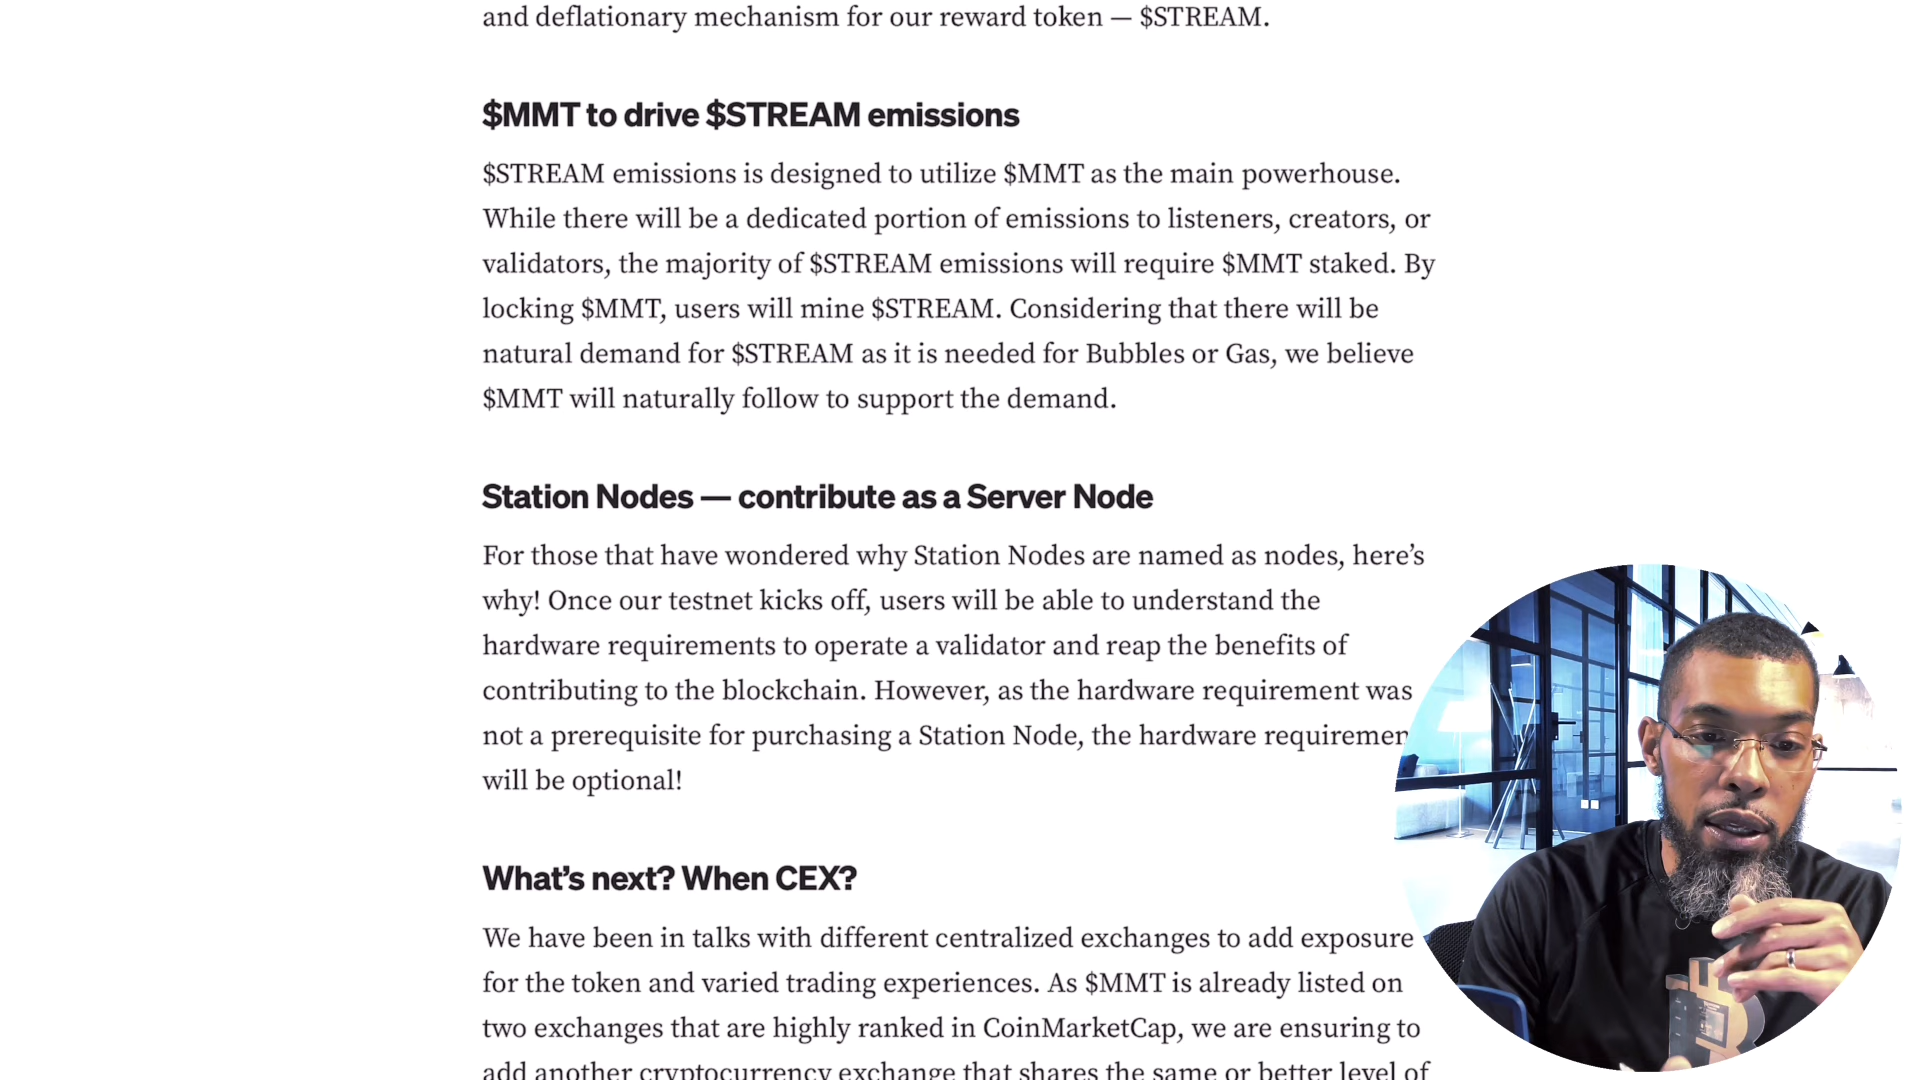 and deflationary mechanism for our reward token — $STREAM.
$MMT to drive $STREAM emissions
$STREAM emissions is designed to utilize $MMT as the main powerhouse.
While there will be a dedicated portion of emissions to listeners, creators, or
validators, the majority of $STREAM emissions will require $MMT staked. By
locking $MMT, users will mine $STREAM. Considering that there will be
natural demand for $STREAM as it is needed for Bubbles or Gas, we believe
$MMT will naturally follow to support the demand.
Station Nodes — contribute as a Server Node
For those that have wondered why Station Nodes are named as nodes, here’s
why! Once our testnet kicks off, users will be able to understand the
hardware requirements to operate a validator and reap the benefits of
contributing to the blockchain. However, as the hardware requirement was
not a prerequisite for purchasing a Station Node, the hardware requiremen
will be optional!
What’s next? When CEX?
We have been in talks with different centralized exchanges to add exposure
for the token and varied trading experiences. As $MMT is already listed on
two exchanges that are highly ranked in CoinMarketCap, we are ensuring to
add another cryptocurrency exchange that shares the same or better level of